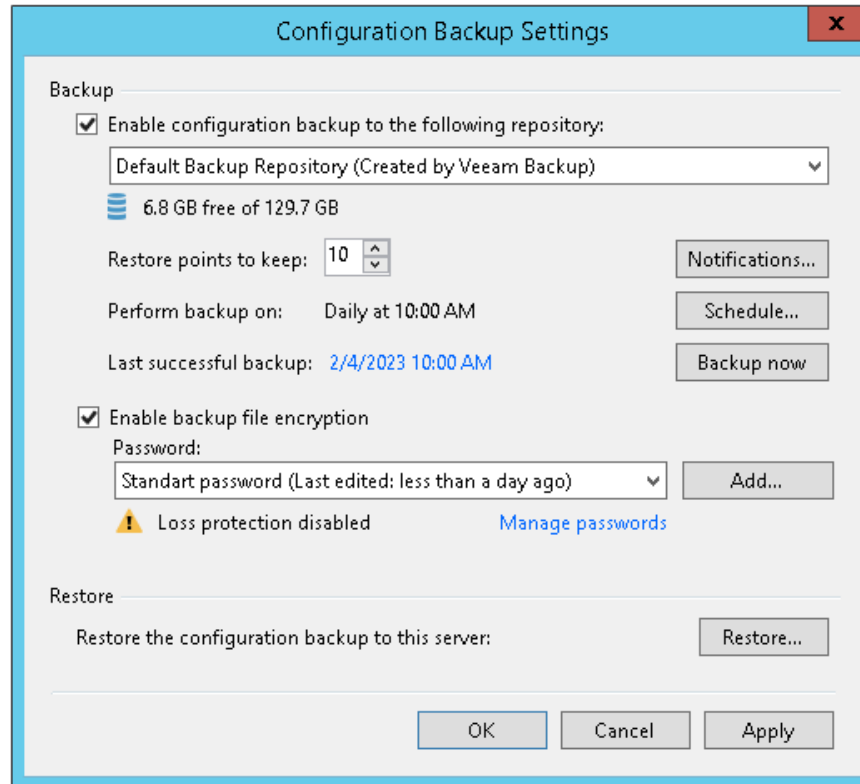 Configuration Backup Settings
x
Backup
Enable configuration backup to the following repository:
Default Backup Repository (Created by Veeam Backup)
6.8 GB free of 129.7 GB
Restore points to keep: 10 Notifications...
Perform backup on: Daily at 10:00 AM Schedule...
Last successful backup: 2/4/2023 10:00 AM Backup now
Enable backup file encryption
Password:
Standart password (Last edited: less than a day ago) Add...
Loss protection disabled Manage passwords
Restore
Restore the configuration backup to this server: Restore...
OK Cancel Apply